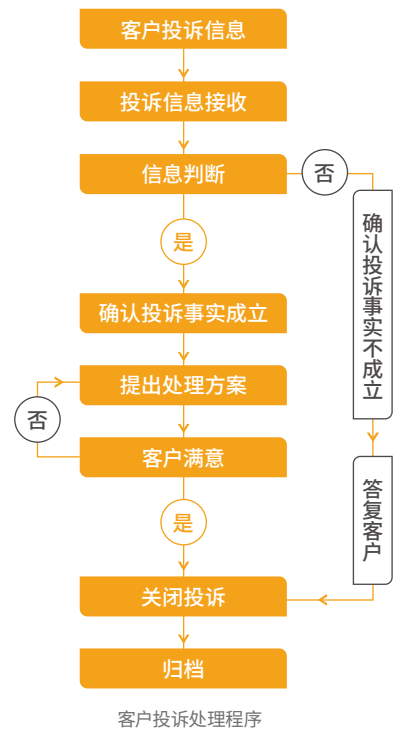 客户投诉信息
投诉信息接收
信息判断
否
是
确认投诉事实不成立
确认投诉事实成立
提出处理方案
否
客户满意
答复客户
是
关闭投诉
归档
客户投诉处理程序